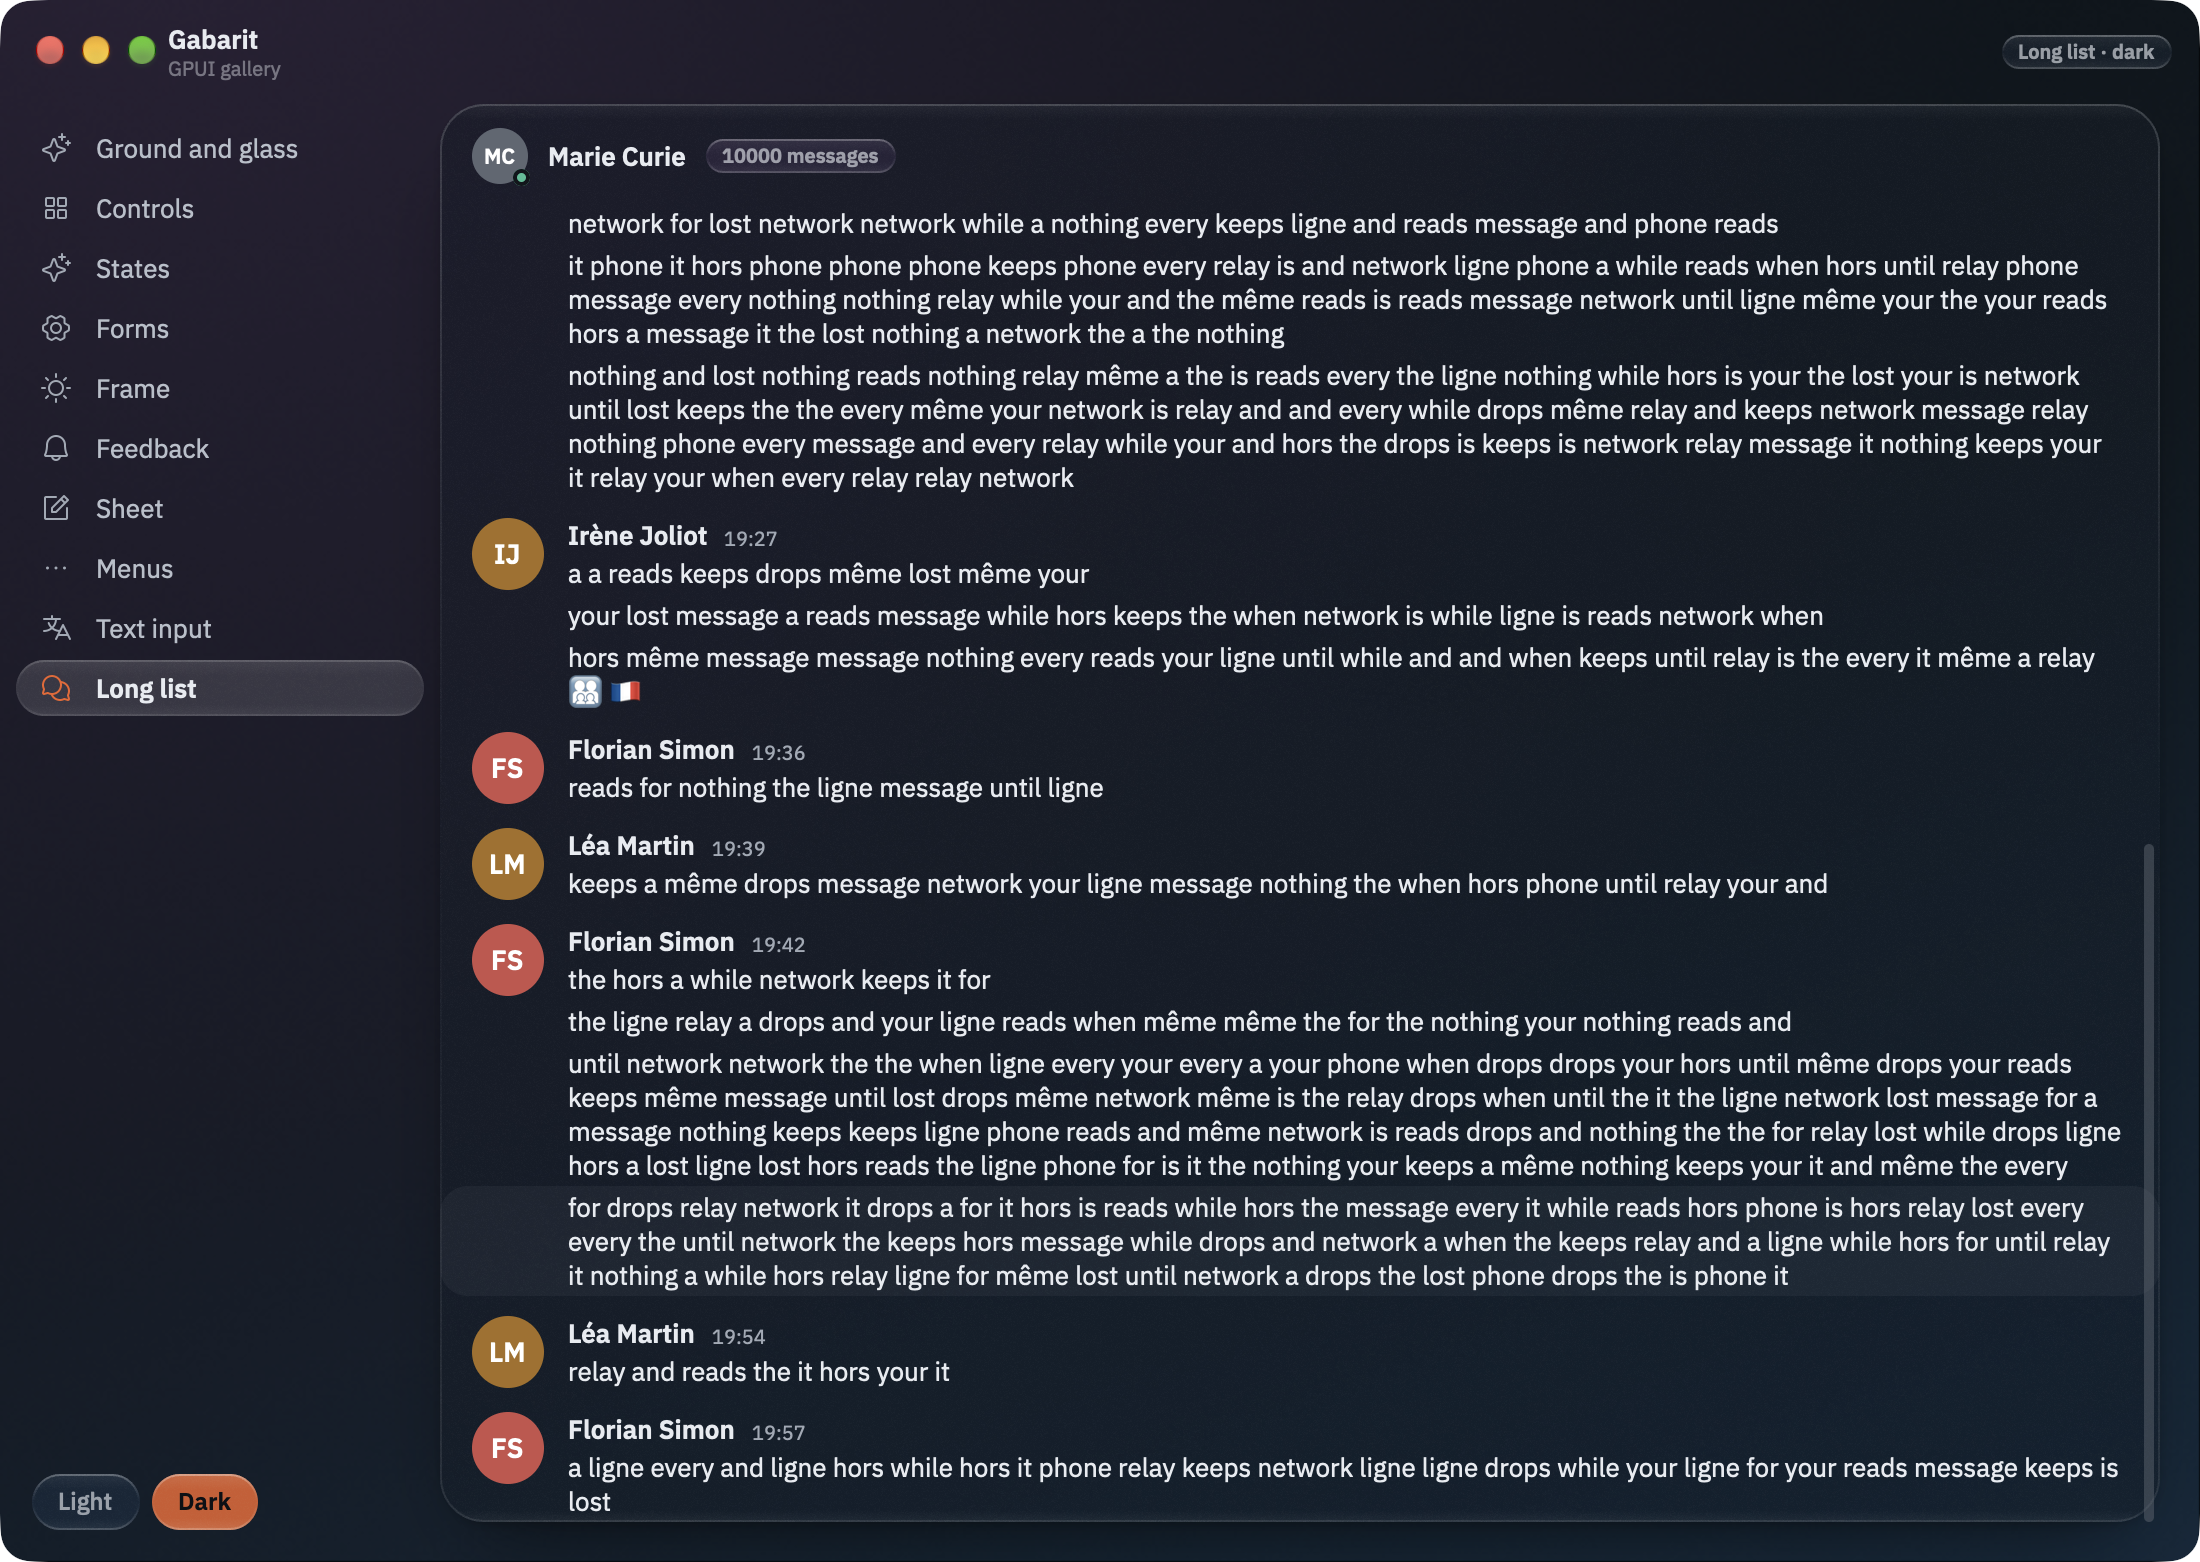 Gabarit
GPUI gallery
Long list · dark
Ground and glass
Controls
States
Forms
Frame
Feedback
Sheet
Menus
Text input
Long list
Light
Dark
MC
Marie Curie
10000 messages
network for lost network network while a nothing every keeps ligne and reads message and phone reads
it phone it hors phone phone phone keeps phone every relay is and network ligne phone a while reads when hors until relay phone
message every nothing nothing relay while your and the même reads is reads message network until ligne même your the your reads
hors a message it the lost nothing a network the a the nothing
nothing and lost nothing reads nothing relay même a the is reads every the ligne nothing while hors is your the lost your is network
until lost keeps the the every même your network is relay and and every while drops même relay and keeps network message relay
nothing phone every message and every relay while your and hors the drops is keeps is network relay message it nothing keeps your
it relay your when every relay relay network
IJ
Irène Joliot 19:27
a a reads keeps drops même lost même your
your lost message a reads message while hors keeps the when network is while ligne is reads network when
hors même message message nothing every reads your ligne until while and and when keeps until relay is the every it même a relay
FS
Florian Simon 19:36
reads for nothing the ligne message until ligne
LM
Léa Martin 19:39
keeps a même drops message network your ligne message nothing the when hors phone until relay your and
FS
Florian Simon 19:42
the hors a while network keeps it for
the ligne relay a drops and your ligne reads when même même the for the nothing your nothing reads and
until network network the the when ligne every your every a your phone when drops drops your hors until même drops your reads
keeps même message until lost drops même network même is the relay drops when until the it the ligne network lost message for a
message nothing keeps keeps ligne phone reads and même network is reads drops and nothing the the for relay lost while drops ligne
hors a lost ligne lost hors reads the ligne phone for is it the nothing your keeps a même nothing keeps your it and même the every
for drops relay network it drops a for it hors is reads while hors the message every it while reads hors phone is hors relay lost every
every the until network the keeps hors message while drops and network a when the keeps relay and a ligne while hors for until relay
it nothing a while hors relay ligne for même lost until network a drops the lost phone drops the is phone it
LM
Léa Martin 19:54
relay and reads the it hors your it
FS
Florian Simon 19:57
a ligne every and ligne hors while hors it phone relay keeps network ligne ligne drops while your ligne for your reads message keeps is
lost